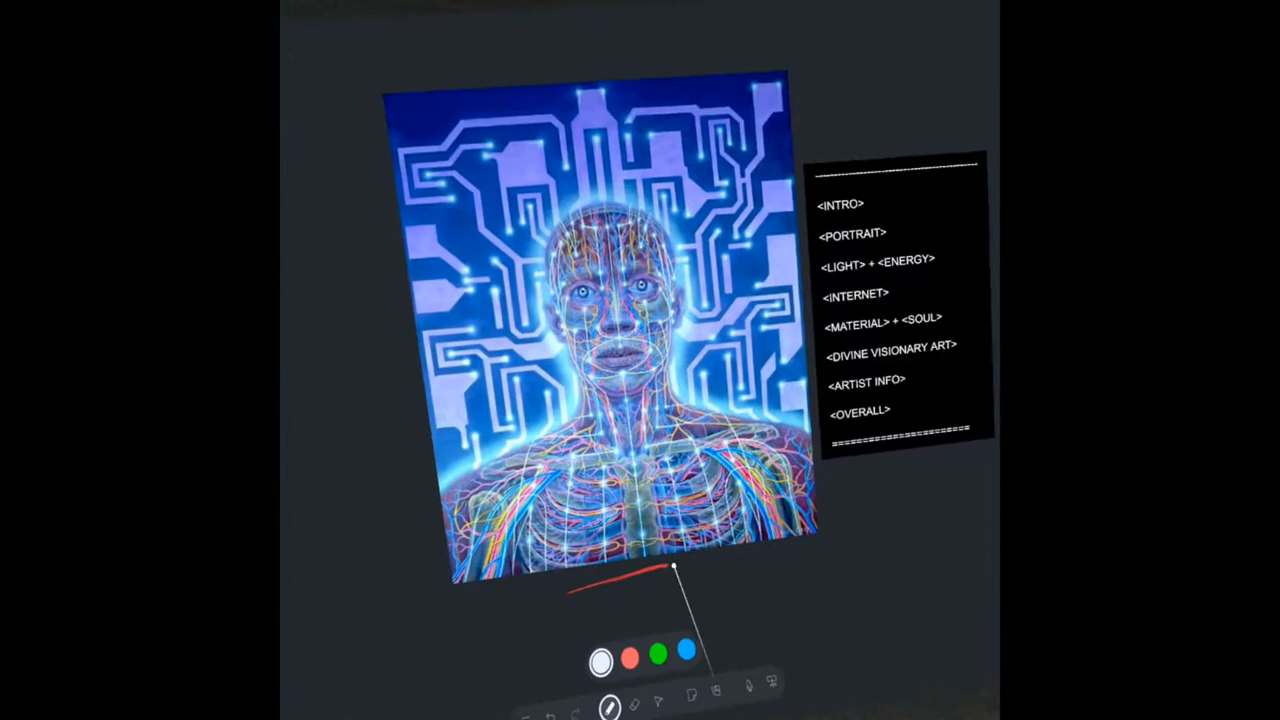 ------------------------------------
<INTRO>
<PORTRAIT>
<LIGHT> + <ENERGY>
<INTERNET>
<MATERIAL> + <SOUL>
<DIVINE VISIONARY ART>
<ARTIST INFO>
<OVERALL>
=======================